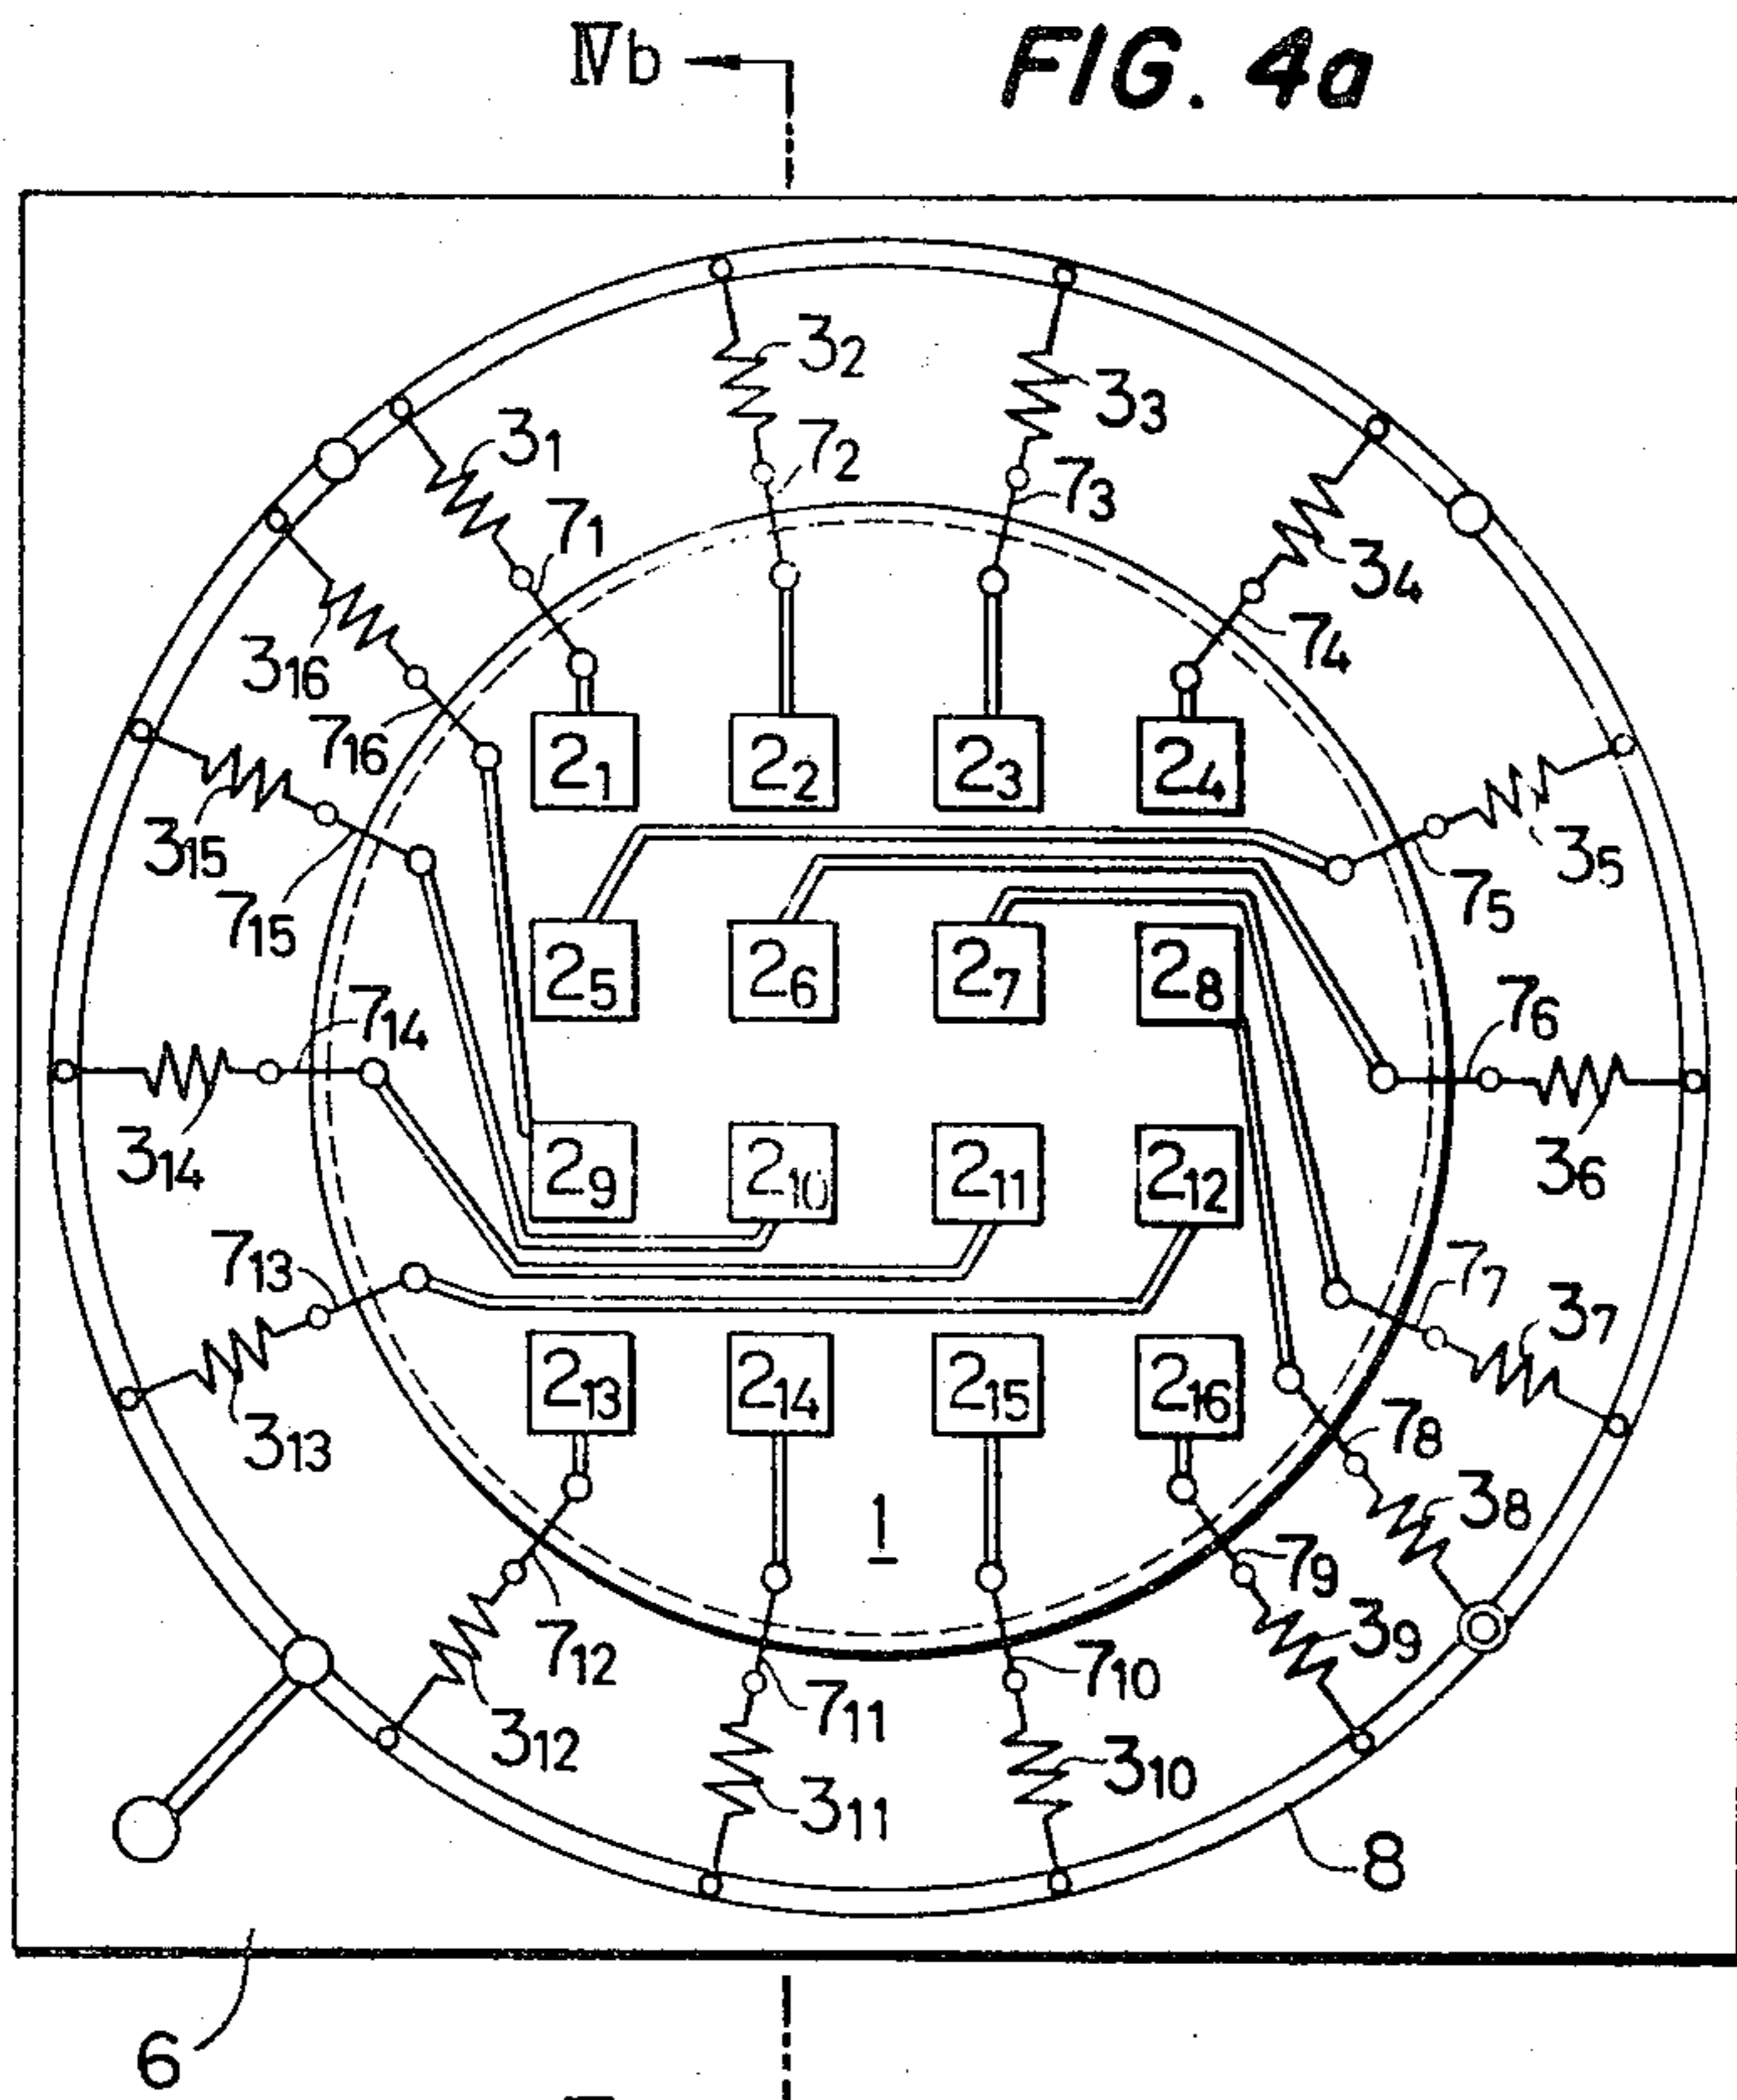 IVb FIG. 4a
3₂ 3₃
3₁ 7₂ 7₃
7₁ 3₄
3₁₆ 7₄
7₁₆ 2₁ 2₂ 2₃ 2₄
3₁₅ 3₅
7₁₅ 7₅
2₅ 2₆ 2₇ 2₈
7₁₄ 7₆
3₁₄ 2₉ 2₁₀ 2₁₁ 2₁₂ 3₆
7₁₃ 7₇ 3₇
2₁₃ 2₁₄ 2₁₅ 2₁₆
3₁₃ 7₈
1 3₈
7₉
7₁₂ 3₉
7₁₁ 7₁₀
3₁₂ 3₁₀
3₁₁
8
6